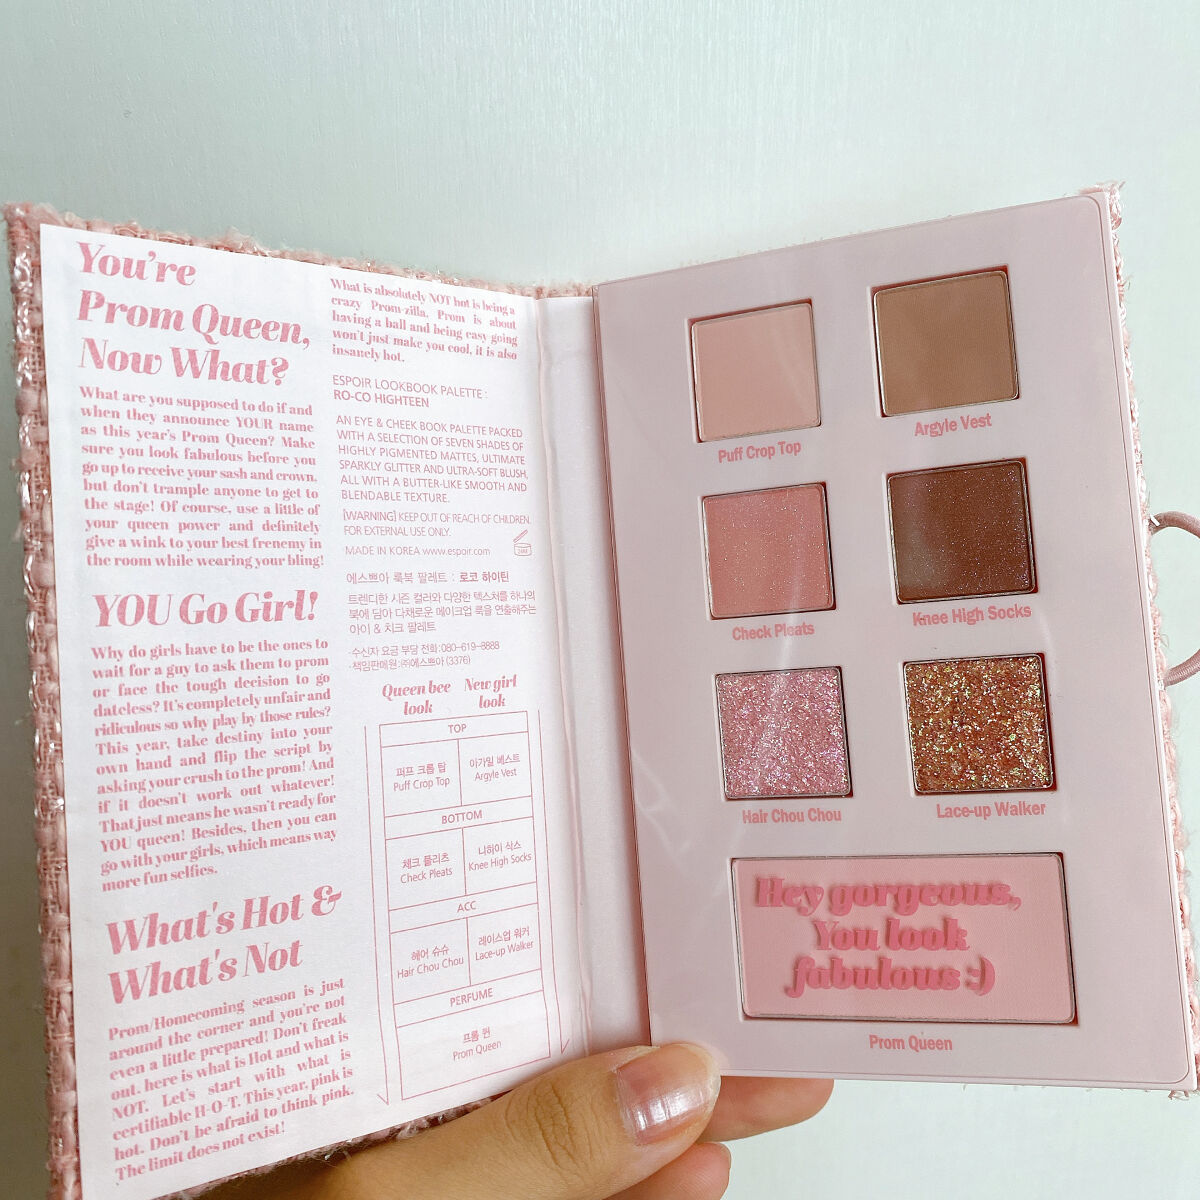 You're
Prom Queen,
Now What?
What are you supposed to do if and
when they announce YOUR name
as this year's Prom Queen? Make
sure you look fabulous before you
go up to receive your sash and crown,
but don't trample anyone to get to
the stage! Of course, use a little of
your queen power and definitely
give a wink to your best frenemy in
the room while wearing your bling!
YOU Go Girl!
Why do girls have to be the ones to
wait for a guy to ask them to prom
or face the tough decision to go
dateless? It's completely unfair and
ridiculous so why play by those rules?
This year, take destiny into your
own hand and flip the script by
asking your crush to the prom! And
if it doesn't work out whatever!
That just means he wasn't ready for
YOU queen! Besides, then you can
go with your girls, which means way
more fun selfies.
What's Hot &
What's Not
Prom/Homecoming season is just
around the corner and you're not
even a little prepared! Don't freak
out, here is what is Hot and what is
NOT. Let's start with what is
certifiable H-O-T. This year, pink is
hot. Don't be afraid to think pink.
The limit does not exist!
What is absolutely NOT hot is being a
crazy Prom-zilla. Prom is about
having a ball and being easy going
won't just make you cool, it is also
insanely hot.
ESPOIR LOOKBOOK PALETTE :
RO-CO HIGHTEEN
AN EYE & CHEEK BOOK PALETTE PACKED
WITH A SELECTION OF SEVEN SHADES OF
HIGHLY PIGMENTED MATTES, ULTIMATE
SPARKLY GLITTER AND ULTRA-SOFT BLUSH,
ALL WITH A BUTTER-LIKE SMOOTH AND
BLENDABLE TEXTURE.
[WARNING] KEEP OUT OF REACH OF CHILDREN.
FOR EXTERNAL USE ONLY.
MADE IN KOREA www.espoir.com
에스쁘아 룩북 팔레트 : 로코 하이틴
트렌디한 시즌 컬러와 다양한 텍스처를 하나의
북에 담아 다채로운 메이크업 룩을 연출해주는
아이 & 치크 팔레트
·수신자 요금 부담 전화:080-619-8888
·책임판매원:㈜에스쁘아 (3376)
Queen bee look
New girl look
TOP
퍼프 크롭 탑
Puff Crop Top
아가일 베스트
Argyle Vest
BOTTOM
체크 플리츠
Check Pleats
니하이 삭스
Knee High Socks
ACC
헤어 슈슈
Hair Chou Chou
레이스업 워커
Lace-up Walker
PERFUME
프롬 퀸
Prom Queen
Puff Crop Top
Argyle Vest
Check Pleats
Knee High Socks
Hair Chou Chou
Lace-up Walker
Hey gorgeous,
You look
fabulous :)
Prom Queen